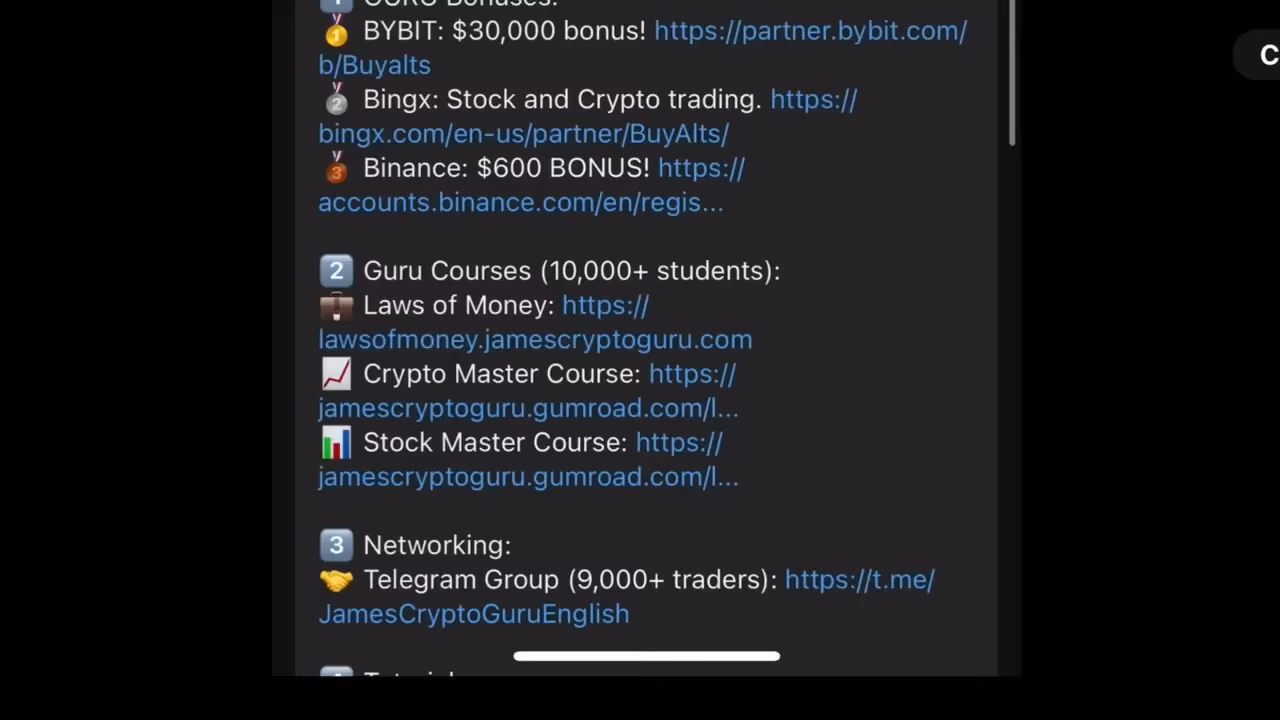 GURU Bonuses:
🥇 BYBIT: $30,000 bonus! https://partner.bybit.com/
b/Buyalts
🥈 Bingx: Stock and Crypto trading. https://
bingx.com/en-us/partner/BuyAlts/
🥉 Binance: $600 BONUS! https://
accounts.binance.com/en/regis...
2️⃣ Guru Courses (10,000+ students):
💼 Laws of Money: https://
lawsofmoney.jamescryptoguru.com
📈 Crypto Master Course: https://
jamescryptoguru.gumroad.com/l...
📊 Stock Master Course: https://
jamescryptoguru.gumroad.com/l...
3️⃣ Networking:
🤝 Telegram Group (9,000+ traders): https://t.me/
JamesCryptoGuruEnglish
C